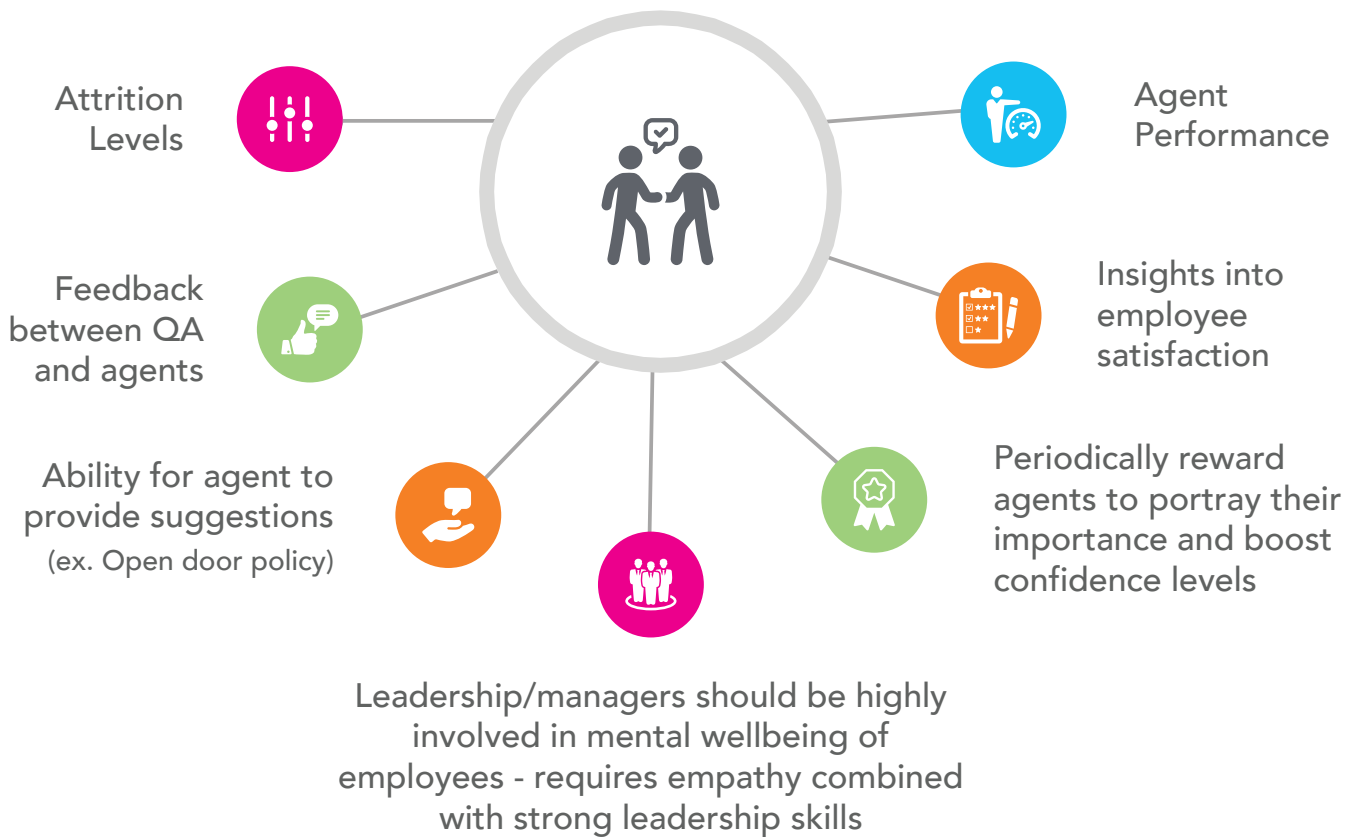 Attrition
Levels
Agent
Performance
Feedback
between QA
and agents
Insights into
employee
satisfaction
Ability for agent to
provide suggestions
(ex. Open door policy)
Periodically reward
agents to portray their
importance and boost
confidence levels
Leadership/managers should be highly
involved in mental wellbeing of
employees - requires empathy combined
with strong leadership skills